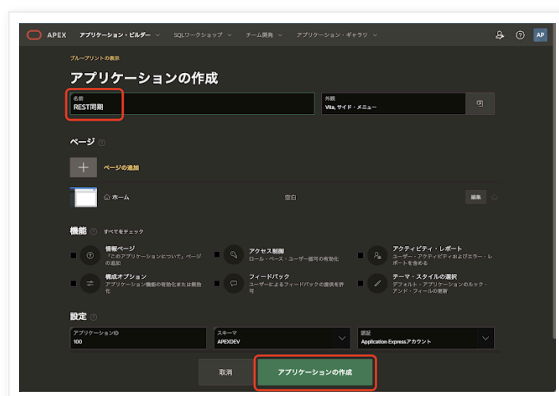 APEX アプリケーション・ビルダー SQLワークショップ チーム開発 アプリケーション・ギャラリ AP
ブループリントの表示
アプリケーションの作成
名前
REST同期
外観
Vita, サイド・メニュー
ページ
ページの追加
ホーム 空白 編集
機能 すべてをチェック
情報ページ
「このアプリケーションについて」ページの追加
アクセス制御
ロール・ベース・ユーザー認可の有効化
アクティビティ・レポート
ユーザー・アクティビティおよびエラー・レポートを含める
構成オプション
アプリケーション機能の有効化または無効化
フィードバック
ユーザーによるフィードバックの提供を許可
テーマ・スタイルの選択
デフォルト・アプリケーションのルック・アンド・フィールの更新
設定
アプリケーションID
100
スキーマ
APEXDEV
認証
Application Expressアカウント
取消 アプリケーションの作成